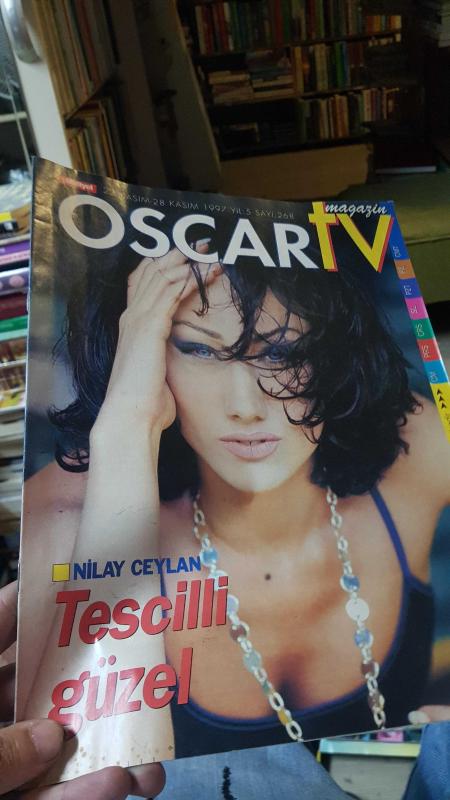 KASIM-28 KASIM 1997 YIL:5 SAYI:268
OSCAR TV
magazin
NİLAY CEYLAN
Tescilli
güzel